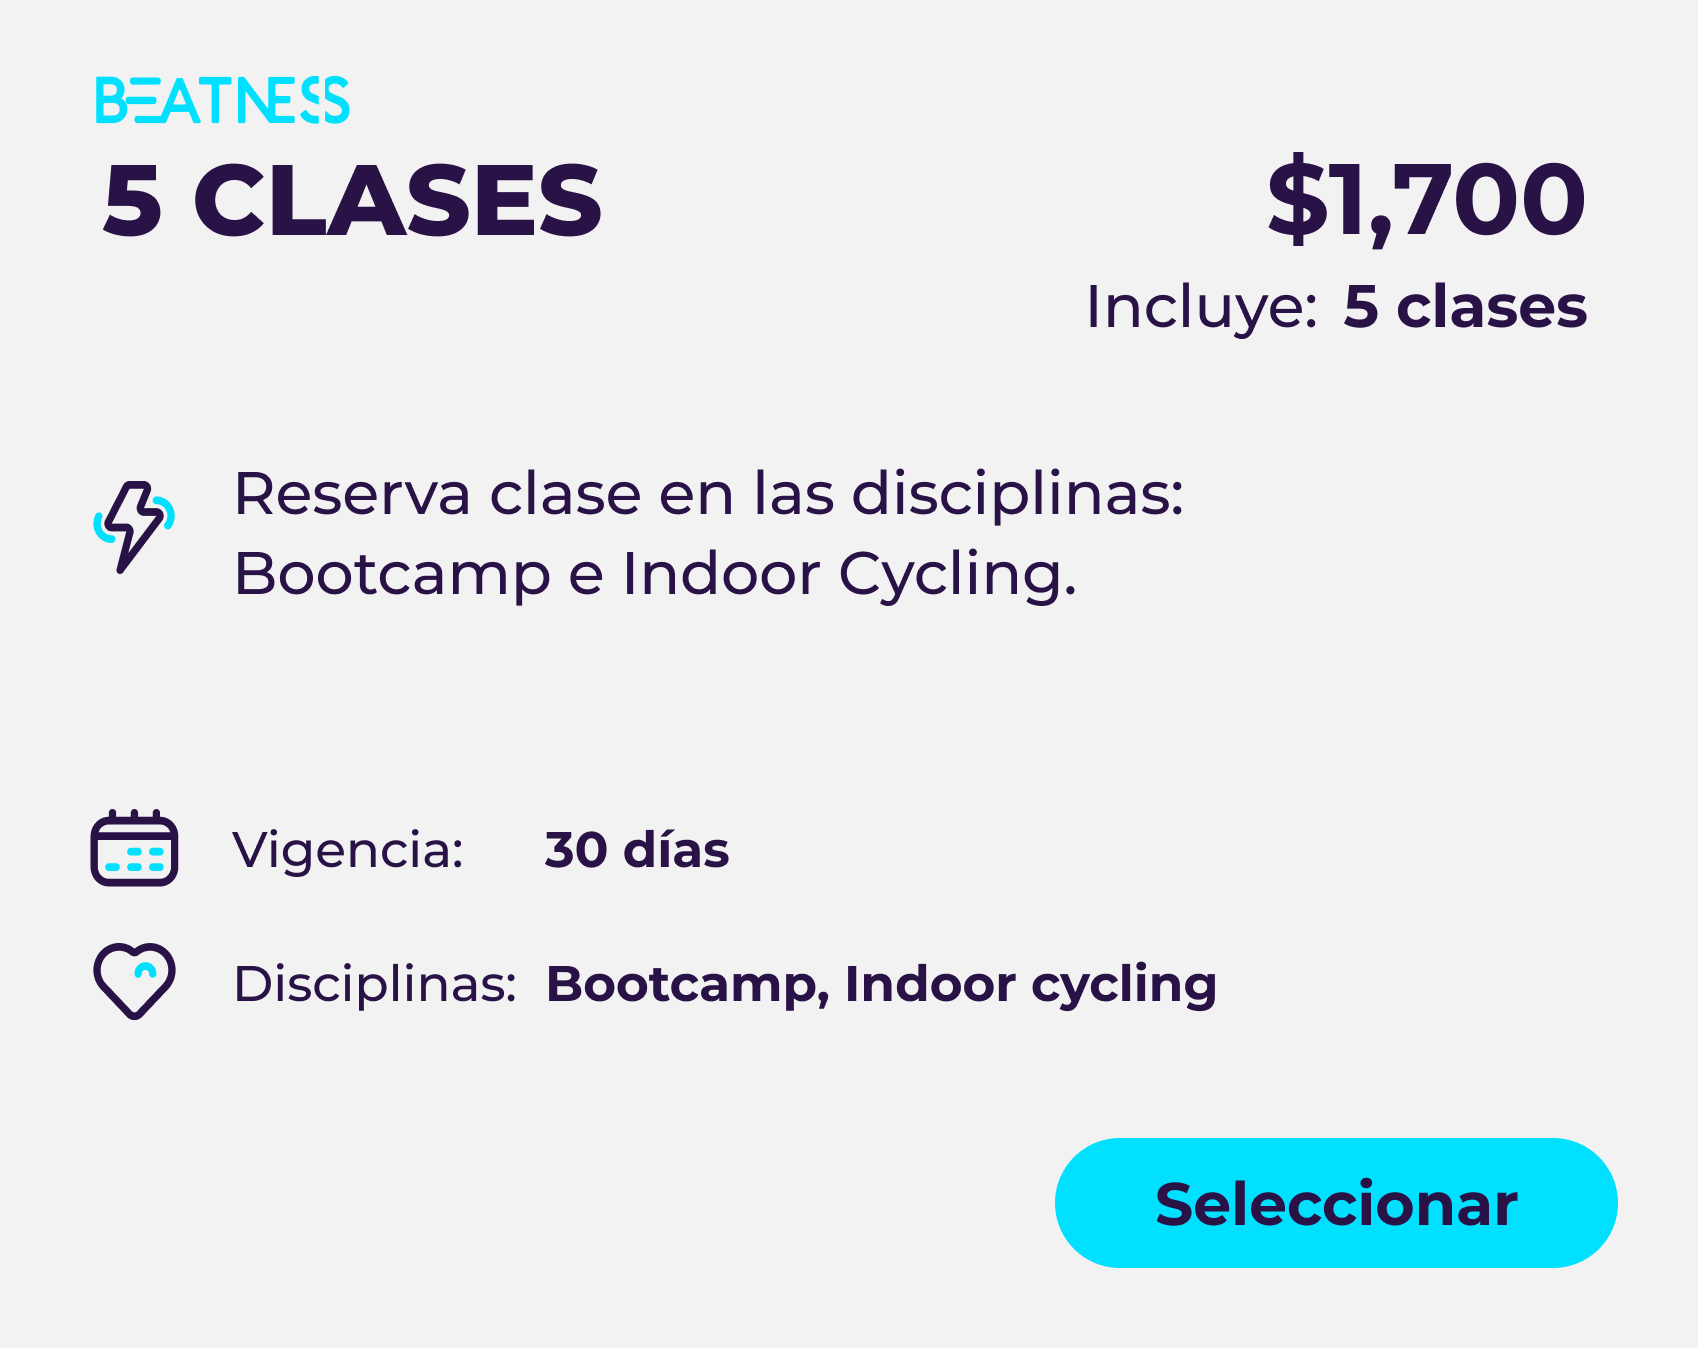 BEATNESS
5 CLASES
$1,700
Incluye: 5 clases
Reserva clase en las disciplinas:
Bootcamp e Indoor Cycling.
Vigencia: 30 días
Disciplinas: Bootcamp, Indoor cycling
Seleccionar